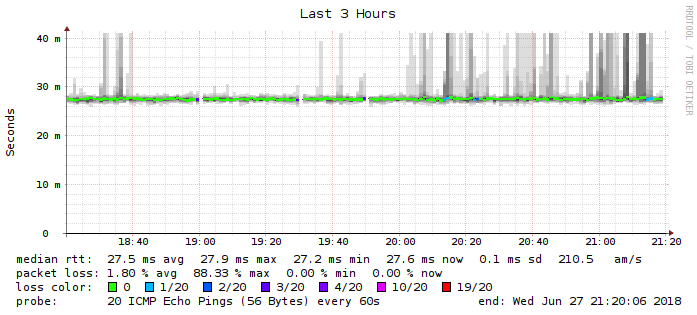 Last 3 Hours
RRDTOOL / TOBI OETIKER
Seconds
40 m
30 m
20 m
10 m
0
18:40 19:00 19:20 19:40 20:00 20:20 20:40 21:00 21:20
median rtt: 27.5 ms avg 27.9 ms max 27.2 ms min 27.6 ms now 0.1 ms sd 210.5 am/s
packet loss: 1.80 % avg 88.33 % max 0.00 % min 0.00 % now
loss color: 0 1/20 2/20 3/20 4/20 10/20 19/20
probe: 20 ICMP Echo Pings (56 Bytes) every 60s end: Wed Jun 27 21:20:06 2018